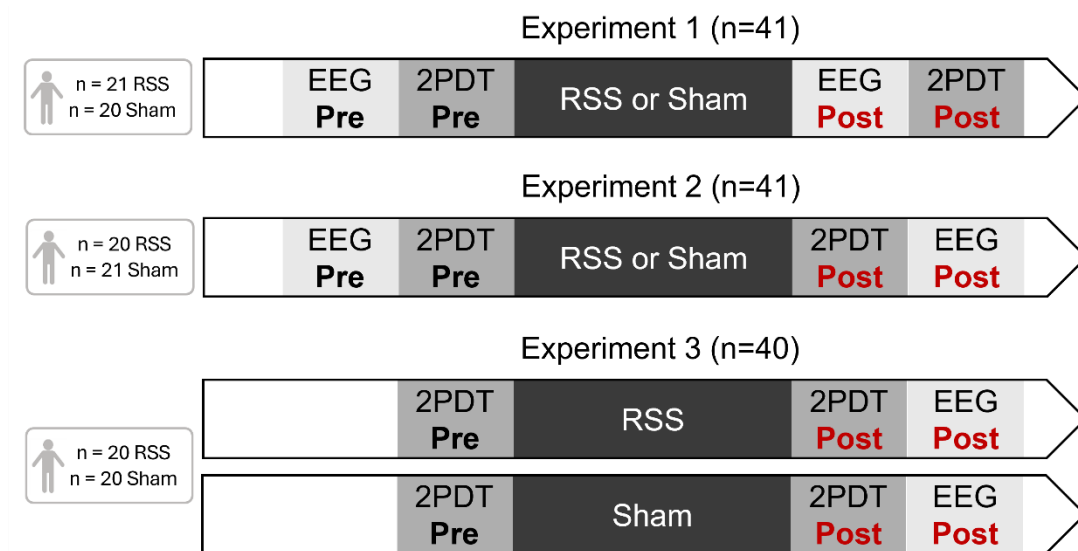 Experiment 1 (n=41)
n = 21 RSS
n = 20 Sham
EEG
Pre
2PDT
Pre
RSS or Sham
EEG
Post
2PDT
Post
Experiment 2 (n=41)
n = 20 RSS
n = 21 Sham
EEG
Pre
2PDT
Pre
RSS or Sham
2PDT
Post
EEG
Post
Experiment 3 (n=40)
n = 20 RSS
n = 20 Sham
2PDT
Pre
RSS
2PDT
Post
EEG
Post
2PDT
Pre
Sham
2PDT
Post
EEG
Post